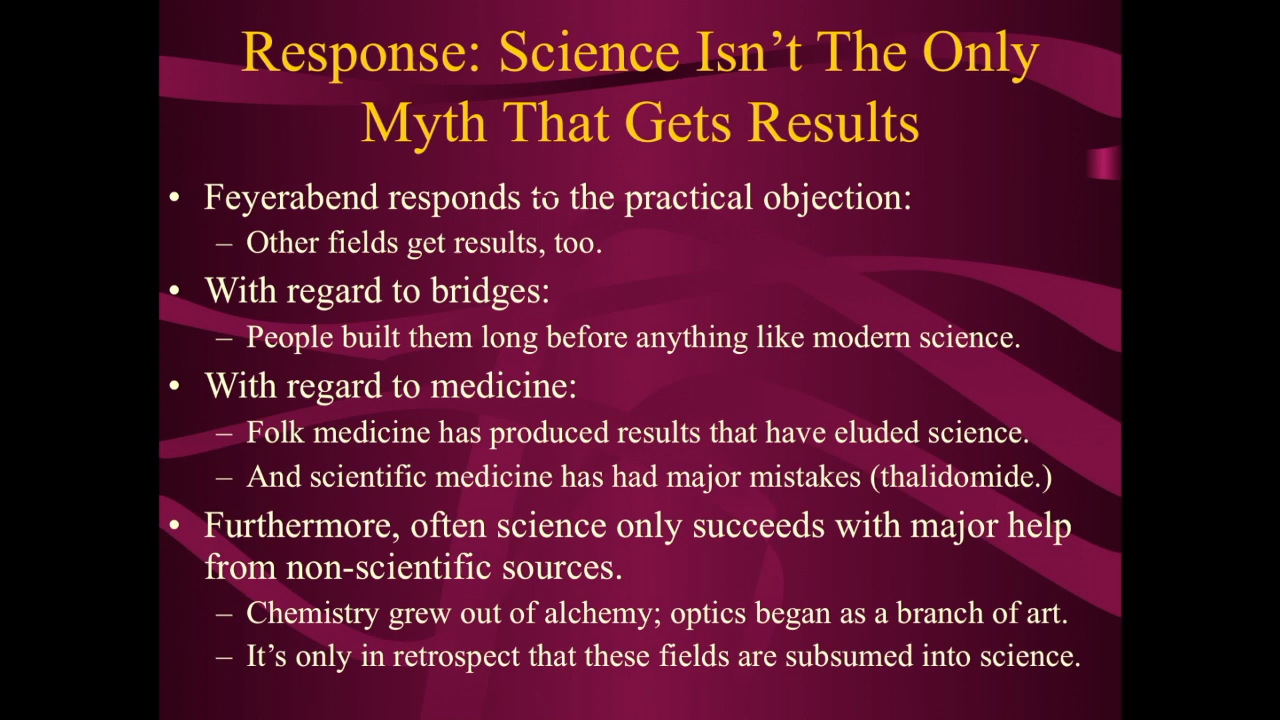 Response: Science Isn’t The Only
Myth That Gets Results
• Feyerabend responds to the practical objection:
– Other fields get results, too.
• With regard to bridges:
– People built them long before anything like modern science.
• With regard to medicine:
– Folk medicine has produced results that have eluded science.
– And scientific medicine has had major mistakes (thalidomide.)
• Furthermore, often science only succeeds with major help
from non-scientific sources.
– Chemistry grew out of alchemy; optics began as a branch of art.
– It’s only in retrospect that these fields are subsumed into science.